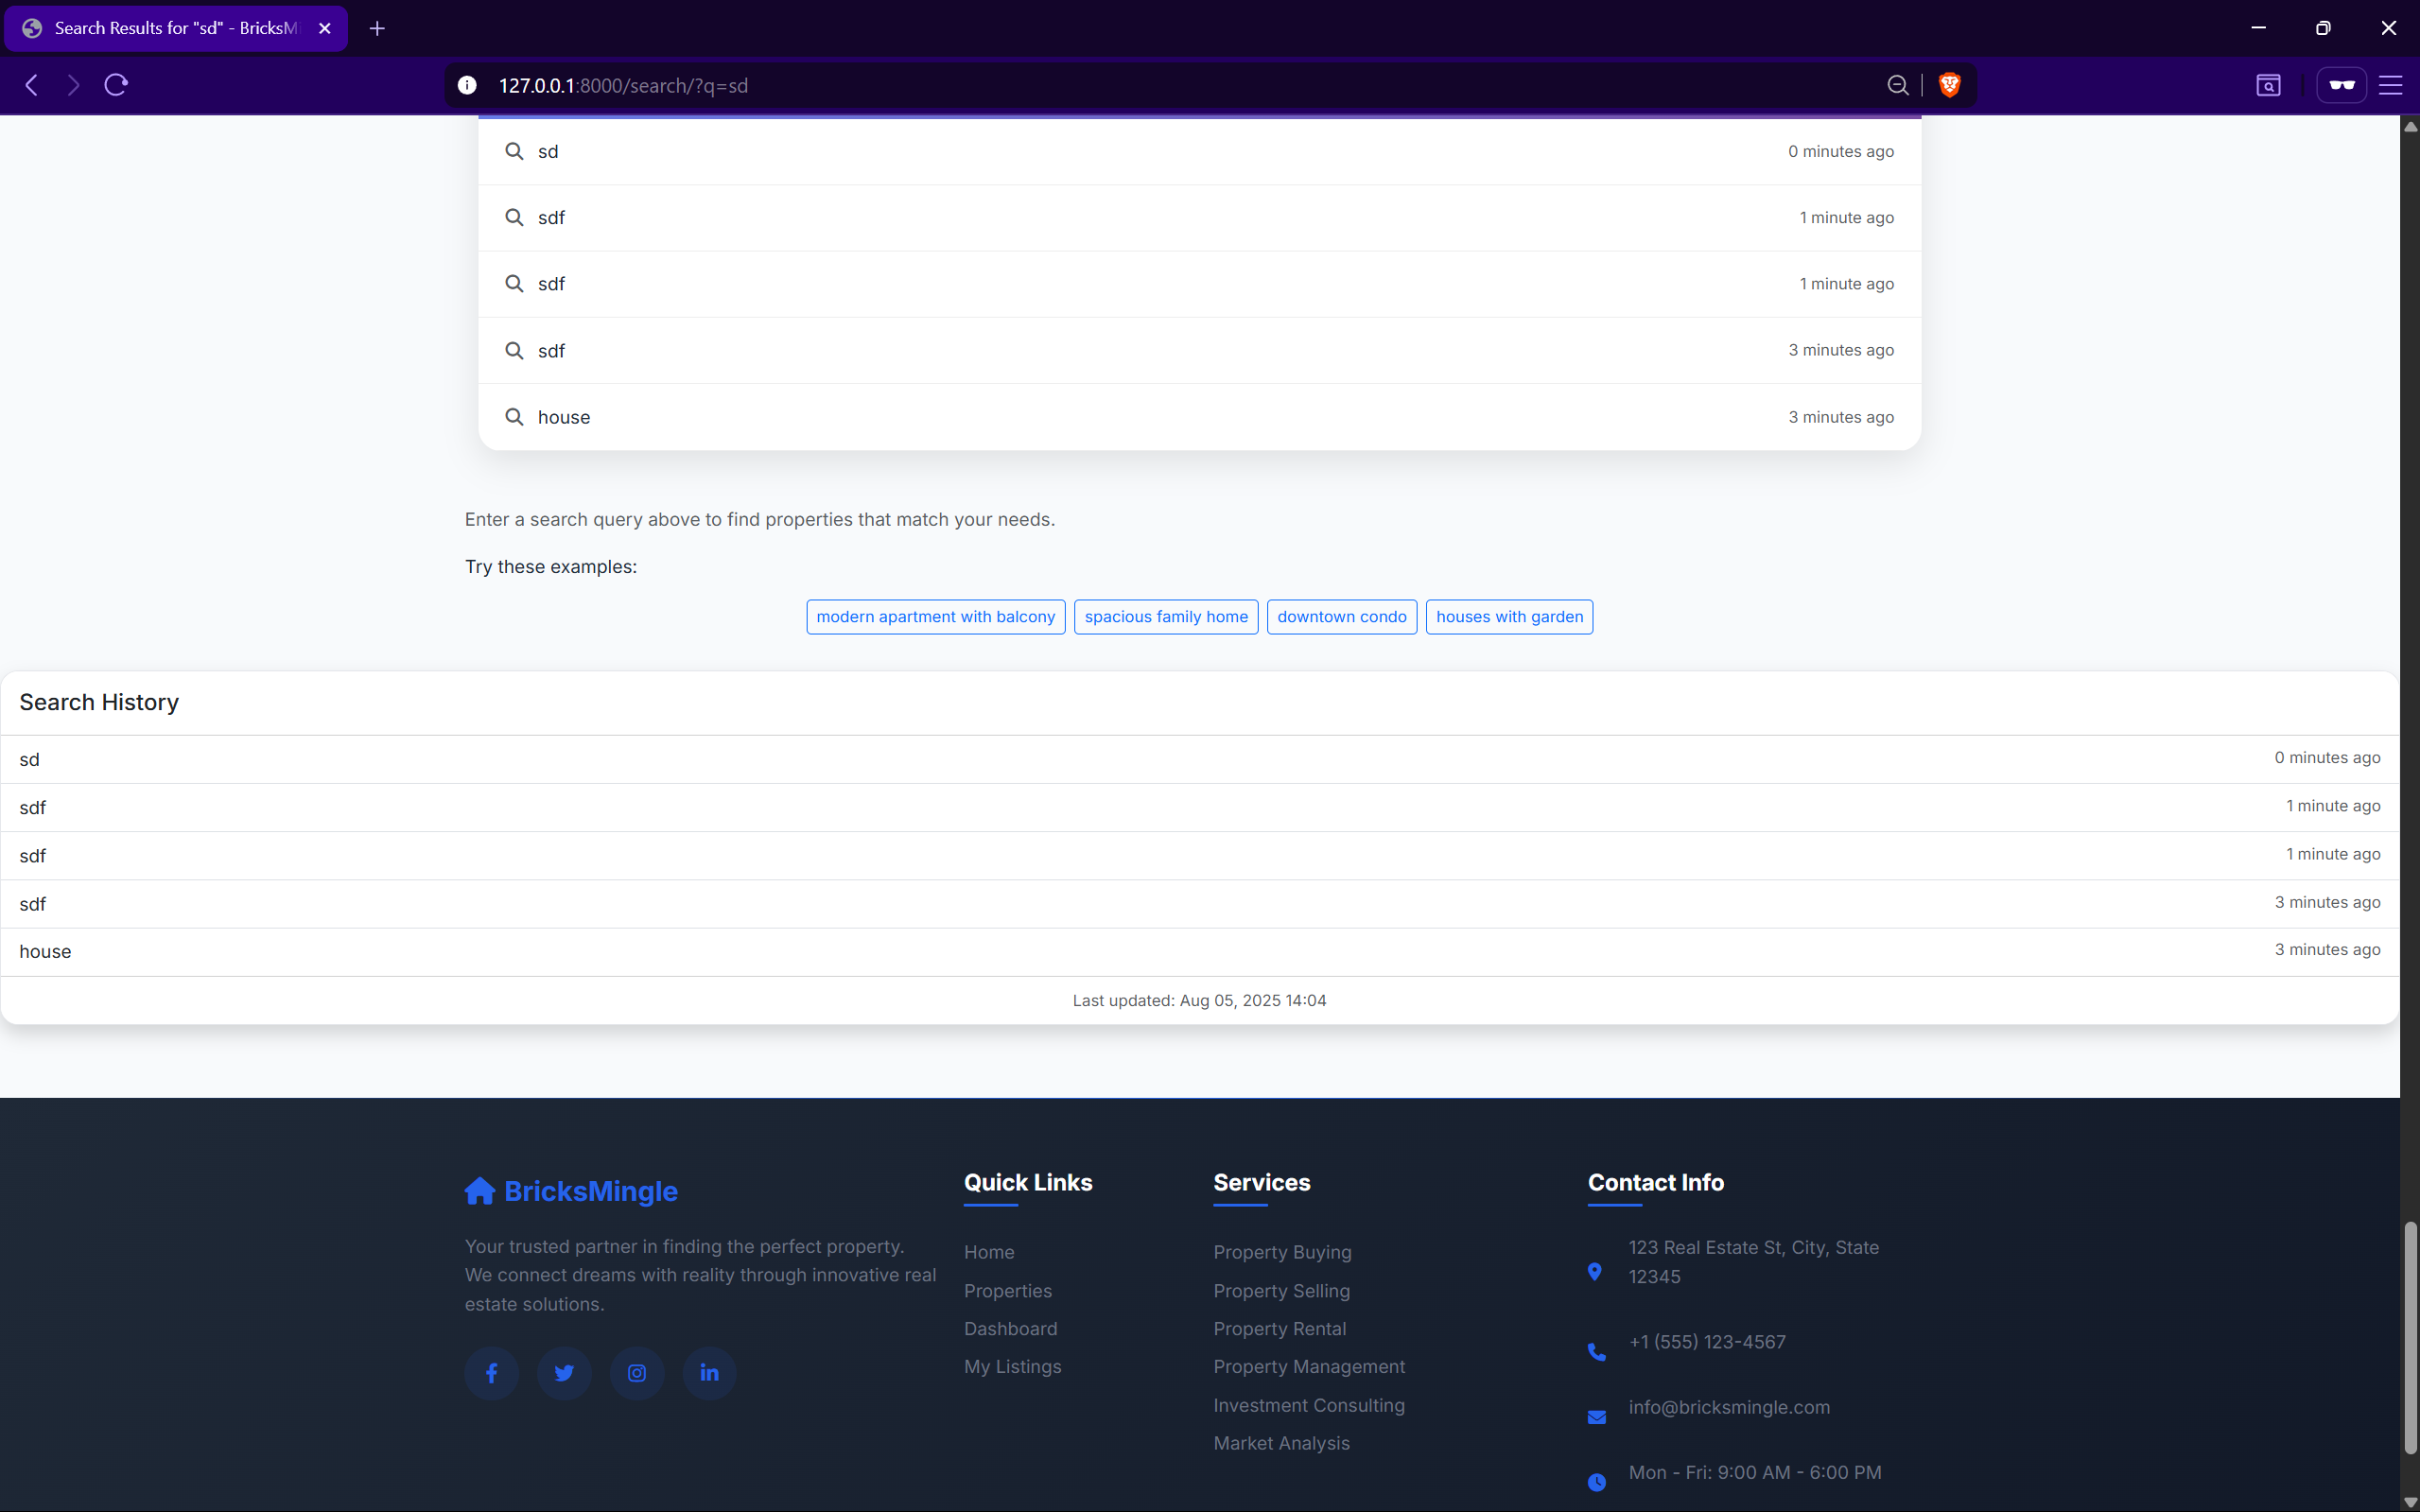 Search Results for "sd" - BricksMi
127.0.0.1:8000/search/?q=sd
sd 0 minutes ago
sdf 1 minute ago
sdf 1 minute ago
sdf 3 minutes ago
house 3 minutes ago
Enter a search query above to find properties that match your needs.
Try these examples:
modern apartment with balcony spacious family home downtown condo houses with garden
Search History
sd 0 minutes ago
sdf 1 minute ago
sdf 1 minute ago
sdf 3 minutes ago
house 3 minutes ago
Last updated: Aug 05, 2025 14:04
BricksMingle
Your trusted partner in finding the perfect property.
We connect dreams with reality through innovative real
estate solutions.
Quick Links
Home
Properties
Dashboard
My Listings
Services
Property Buying
Property Selling
Property Rental
Property Management
Investment Consulting
Market Analysis
Contact Info
123 Real Estate St, City, State
12345
+1 (555) 123-4567
info@bricksmingle.com
Mon - Fri: 9:00 AM - 6:00 PM